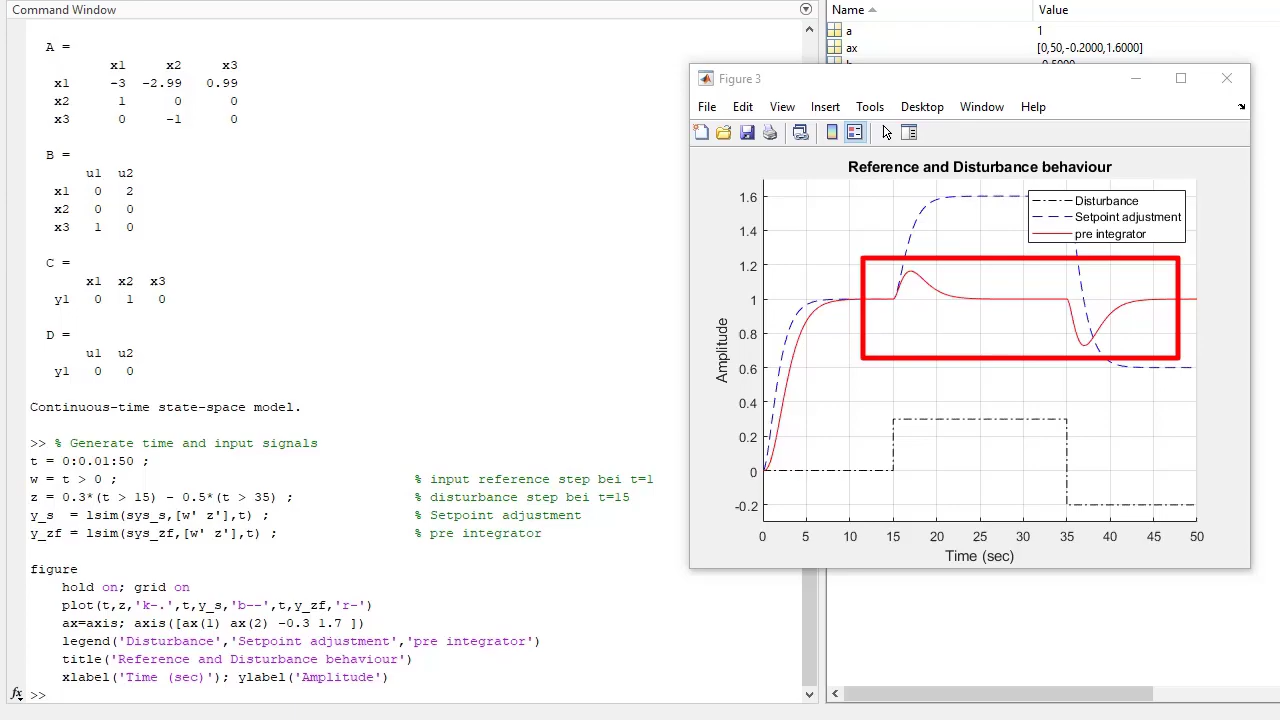 Command Window
A =
x1 x2 x3
x1 -3 -2.99 0.99
x2 1 0 0
x3 0 -1 0
B =
u1 u2
x1 0 2
x2 0 0
x3 1 0
C =
x1 x2 x3
y1 0 1 0
D =
u1 u2
y1 0 0
Continuous-time state-space model.
>> % Generate time and input signals
t = 0:0.01:50 ;
w = t > 0 ; % input reference step bei t=1
z = 0.3*(t > 15) - 0.5*(t > 35) ; % disturbance step bei t=15
y_s = lsim(sys_s,[w' z'],t) ; % Setpoint adjustment
y_zf = lsim(sys_zf,[w' z'],t) ; % pre integrator
figure
hold on; grid on
plot(t,z,'k-.',t,y_s,'b--',t,y_zf,'r-')
ax=axis; axis([ax(1) ax(2) -0.3 1.7 ])
legend('Disturbance','Setpoint adjustment','pre integrator')
title('Reference and Disturbance behaviour')
xlabel('Time (sec)'); ylabel('Amplitude')
fx >>
Name Value
a 1
ax [0,50,-0.2000,1.6000]
Figure 3
File Edit View Insert Tools Desktop Window Help
Reference and Disturbance behaviour
Disturbance
Setpoint adjustment
pre integrator
1.6
1.4
1.2
1
0.8
0.6
0.4
0.2
0
-0.2
Amplitude
0 5 10 15 20 25 30 35 40 45 50
Time (sec)